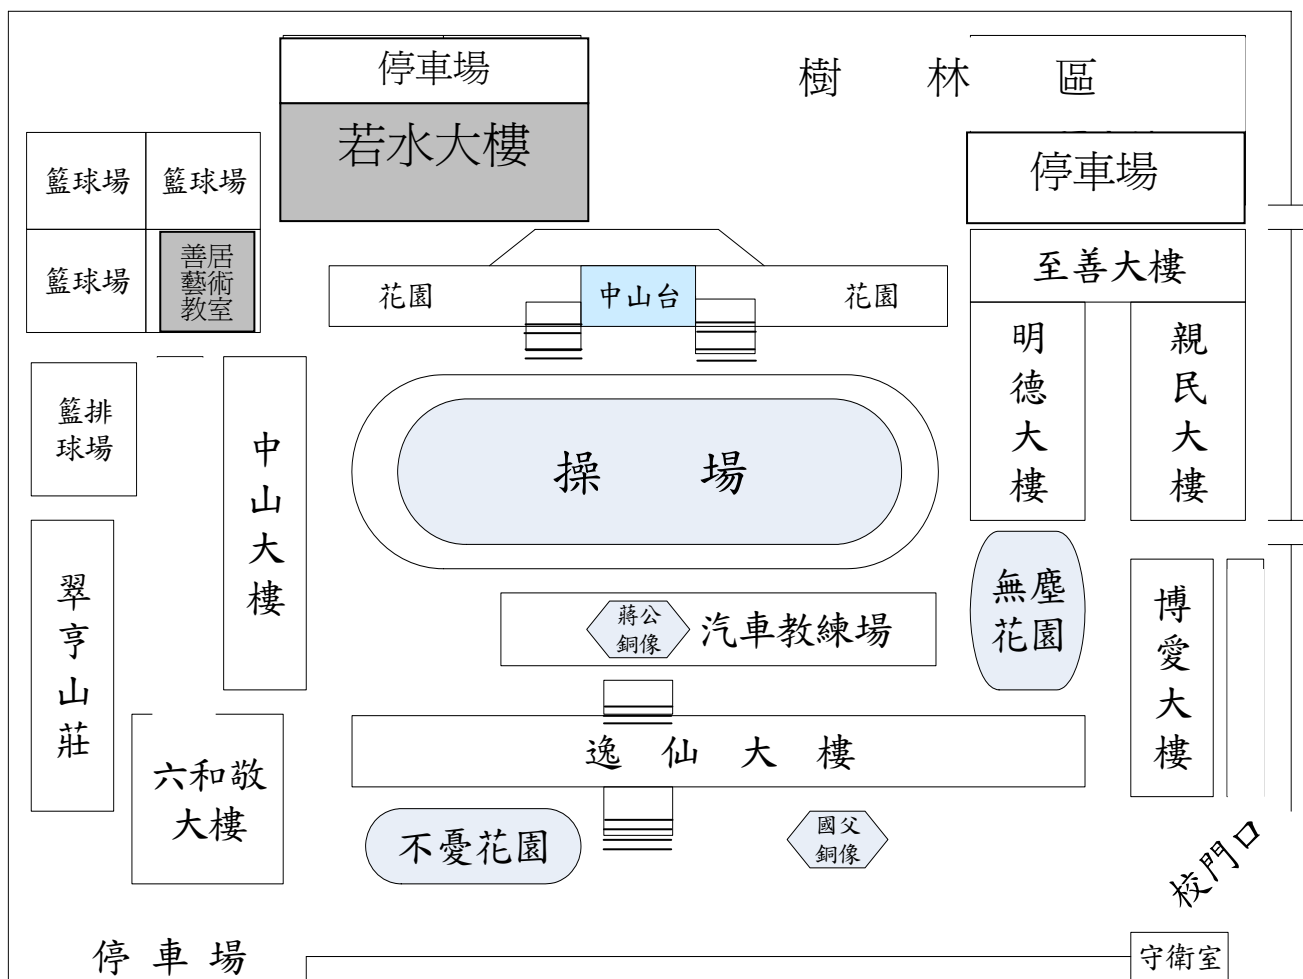 停車場
樹林區
若水大樓
停車場
籃球場
籃球場
籃球場
善居
藝術
教室
至善大樓
花園
中山台
花園
明德大樓
親民大樓
籃排
球場
中山大樓
操場
翠亨山莊
蔣公
銅像
汽車教練場
無塵
花園
博愛大樓
逸仙大樓
六和敬
大樓
不憂花園
國父
銅像
校門口
停車場
守衛室